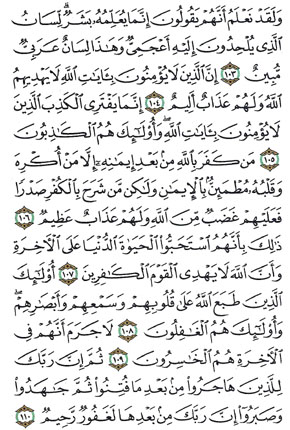 وَلَقَدْ نَعْلَمُ أَنَّهُمْ يَقُولُونَ إِنَّمَا يُعَلِّمُهُۥ بَشَرٌ ۗ لِّسَانُ
ٱلَّذِى يُلْحِدُونَ إِلَيْهِ أَعْجَمِىٌّ وَهَٰذَا لِسَانٌ عَرَبِىٌّ
مُّبِينٌ ١٠٣ إِنَّ ٱلَّذِينَ لَا يُؤْمِنُونَ بِـَٔايَٰتِ ٱللَّهِ لَا يَهْدِيهِمُ
ٱللَّهُ وَلَهُمْ عَذَابٌ أَلِيمٌ ١٠٤ إِنَّمَا يَفْتَرِى ٱلْكَذِبَ ٱلَّذِينَ
لَا يُؤْمِنُونَ بِـَٔايَٰتِ ٱللَّهِ ۖ وَأُو۟لَٰٓئِكَ هُمُ ٱلْكَٰذِبُونَ
١٠٥ مَن كَفَرَ بِٱللَّهِ مِنۢ بَعْدِ إِيمَٰنِهِۦٓ إِلَّا مَنْ أُكْرِهَ
وَقَلْبُهُۥ مُطْمَئِنٌّۢ بِٱلْإِيمَٰنِ وَلَٰكِن مَّن شَرَحَ بِٱلْكُفْرِ صَدْرًا
فَعَلَيْهِمْ غَضَبٌ مِّنَ ٱللَّهِ وَلَهُمْ عَذَابٌ عَظِيمٌ ١٠٦
ذَٰلِكَ بِأَنَّهُمُ ٱسْتَحَبُّوا۟ ٱلْحَيَوٰةَ ٱلدُّنْيَا عَلَى ٱلْءَاخِرَةِ
وَأَنَّ ٱللَّهَ لَا يَهْدِى ٱلْقَوْمَ ٱلْكَٰفِرِينَ ١٠٧ أُو۟لَٰٓئِكَ
ٱلَّذِينَ طَبَعَ ٱللَّهُ عَلَىٰ قُلُوبِهِمْ وَسَمْعِهِمْ وَأَبْصَٰرِهِمْ ۖ
وَأُو۟لَٰٓئِكَ هُمُ ٱلْغَٰفِلُونَ ١٠٨ لَا جَرَمَ أَنَّهُمْ فِى
ٱلْءَاخِرَةِ هُمُ ٱلْخَٰسِرُونَ ١٠٩ ثُمَّ إِنَّ رَبَّكَ
لِلَّذِينَ هَاجَرُوا۟ مِنۢ بَعْدِ مَا فُتِنُوا۟ ثُمَّ جَٰهَدُوا۟
وَصَبَرُوٓا۟ إِنَّ رَبَّكَ مِنۢ بَعْدِهَا لَغَفُورٌ رَّحِيمٌ ١١٠